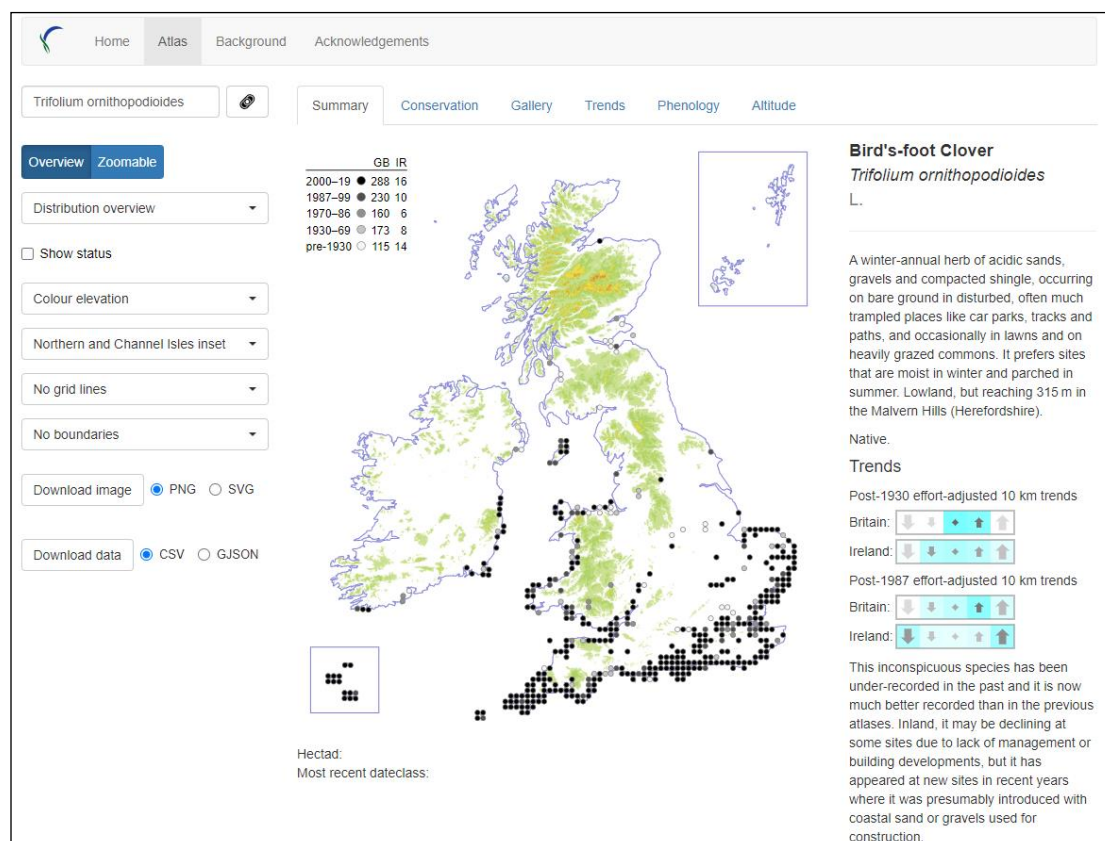 Home Atlas Background Acknowledgements
Trifolium ornithopodioides
Summary Conservation Gallery Trends Phenology Altitude
Overview Zoomable
Distribution overview
Show status
Colour elevation
Northern and Channel Isles inset
No grid lines
No boundaries
Download image PNG SVG
Download data CSV GJSON
GB IR
2000–19 288 16
1987–99 230 10
1970–86 160 6
1930–69 173 8
pre-1930 115 14
Hectad:
Most recent dateclass:
Bird's-foot Clover
Trifolium ornithopodioides
L.
A winter-annual herb of acidic sands,
gravels and compacted shingle, occurring
on bare ground in disturbed, often much
trampled places like car parks, tracks and
paths, and occasionally in lawns and on
heavily grazed commons. It prefers sites
that are moist in winter and parched in
summer. Lowland, but reaching 315 m in
the Malvern Hills (Herefordshire).
Native.
Trends
Post-1930 effort-adjusted 10 km trends
Britain:
Ireland:
Post-1987 effort-adjusted 10 km trends
Britain:
Ireland:
This inconspicuous species has been
under-recorded in the past and it is now
much better recorded than in the previous
atlases. Inland, it may be declining at
some sites due to lack of management or
building developments, but it has
appeared at new sites in recent years
where it was presumably introduced with
coastal sand or gravels used for
construction.